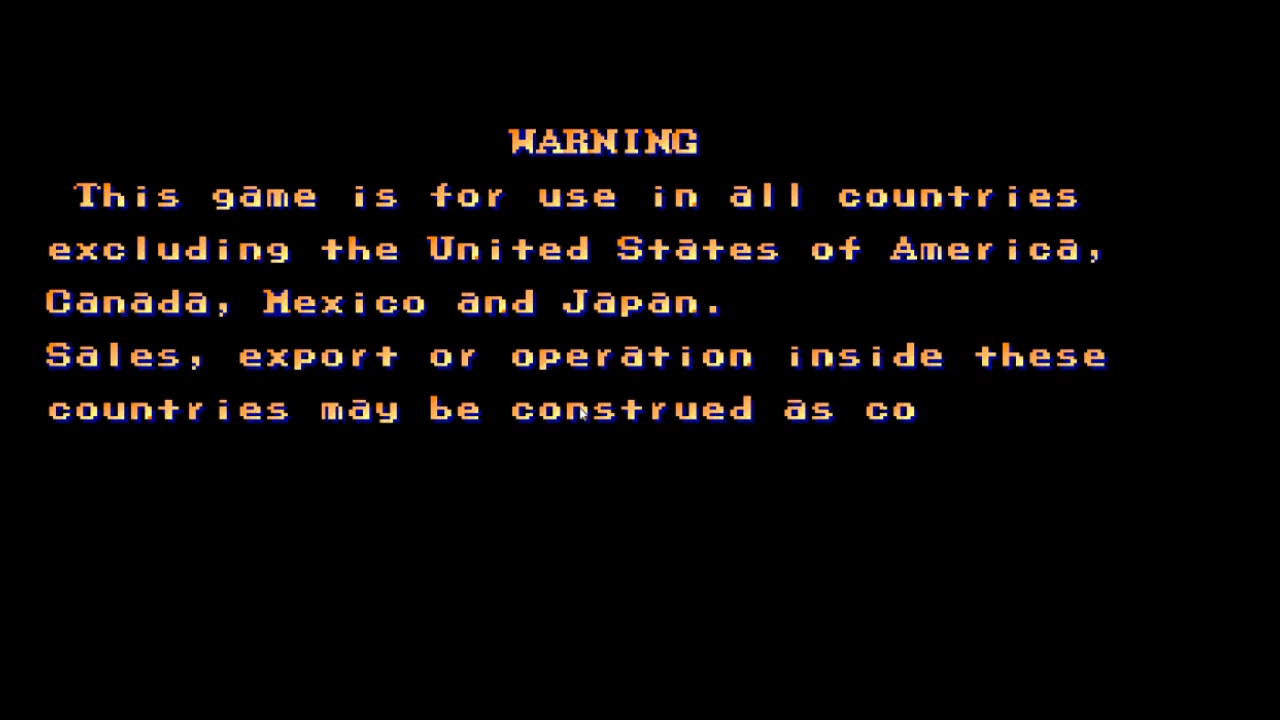 WARNING
This game is for use in all countries
excluding the United States of America,
Canada, Mexico and Japan.
Sales, export or operation inside these
countries may be construed as co